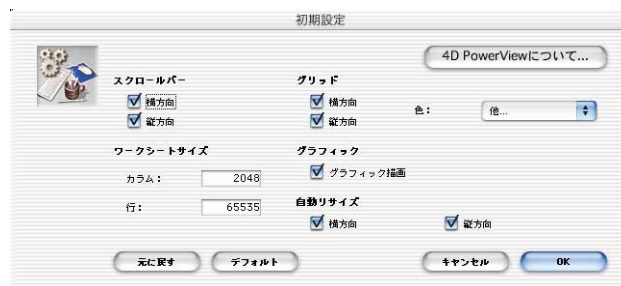 初期設定
4D PowerViewについて...
スクロールバー
横方向
縦方向
グリッド
横方向
縦方向
色：
他...
ワークシートサイズ
カラム： 2048
行： 65535
グラフィック
グラフィック描画
自動リサイズ
横方向
縦方向
元に戻す
デフォルト
キャンセル
OK